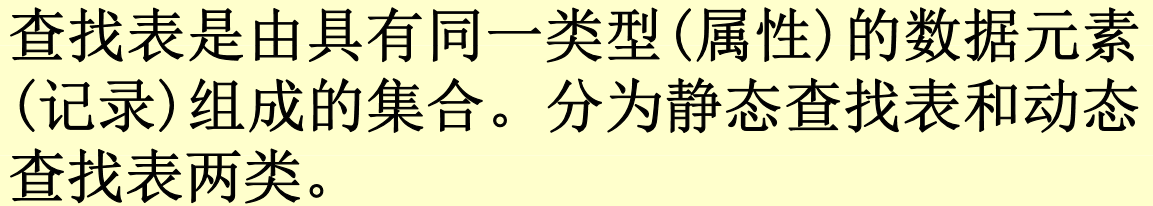 查找表是由具有同一类型(属性)的数据元素
(记录)组成的集合。分为静态查找表和动态
查找表两类。